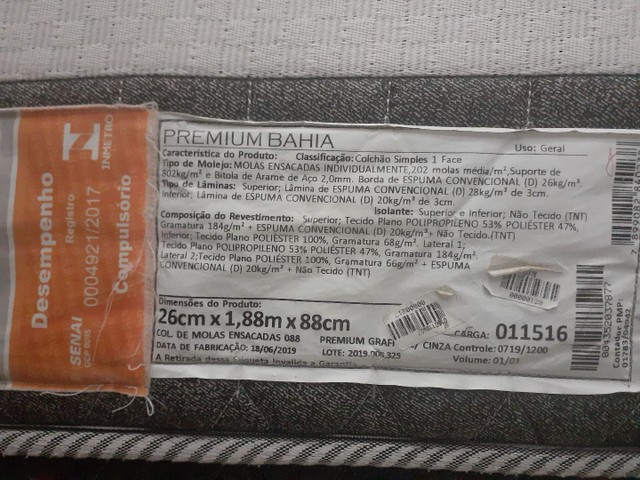 Desempenho
Registro
SENAI 0004921/2017
OCP 0005
Compulsório
INMETRO
PREMIUM BAHIA
Uso: Geral
Característica do Produto: Classificação: Colchão Simples 1 Face
Tipo de Molejo: MOLAS ENSACADAS INDIVIDUALMENTE,202 molas média/m²,Suporte de
802kg/m² e Bitola de Arame de Aço 2,0mm. Borda de ESPUMA CONVENCIONAL (D) 26kg/m³.
Tipo de Lâminas: Superior; Lâmina de ESPUMA CONVENCIONAL (D) 28kg/m³ de 3cm.
Inferior; Lâmina de ESPUMA CONVENCIONAL (D) 20kg/m³ de 3cm.
Isolante: Superior e Inferior; Não Tecido (TNT)
Composição do Revestimento: Superior; Tecido Plano POLIPROPILENO 53% POLIÉSTER 47%,
Gramatura 184g/m² + ESPUMA CONVENCIONAL (D) 20kg/m³ + Não Tecido.(TNT)
Inferior; Tecido Plano POLIÉSTER 100%, Gramatura 68g/m². Lateral 1;
Tecido Plano POLIPROPILENO 53% POLIÉSTER 47%, Gramatura 184g/m².
Lateral 2;Tecido Plano POLIÉSTER 100%, Gramatura 66g/m² + ESPUMA
CONVENCIONAL (D) 20kg/m³ + Não Tecido (TNT)
Dimensões do Produto:
26cm x 1,88m x 88cm
COL. DE MOLAS ENSACADAS 088 PREMIUM GRAFI CINZA
CARGA: 011516
Controle: 0719/1200
DATA DE FABRICAÇÃO: 18/06/2019 LOTE: 2019. Volume: 01/01
A Retirada dessa Etiqueta Invalida a Garantia
00000128
004352037877